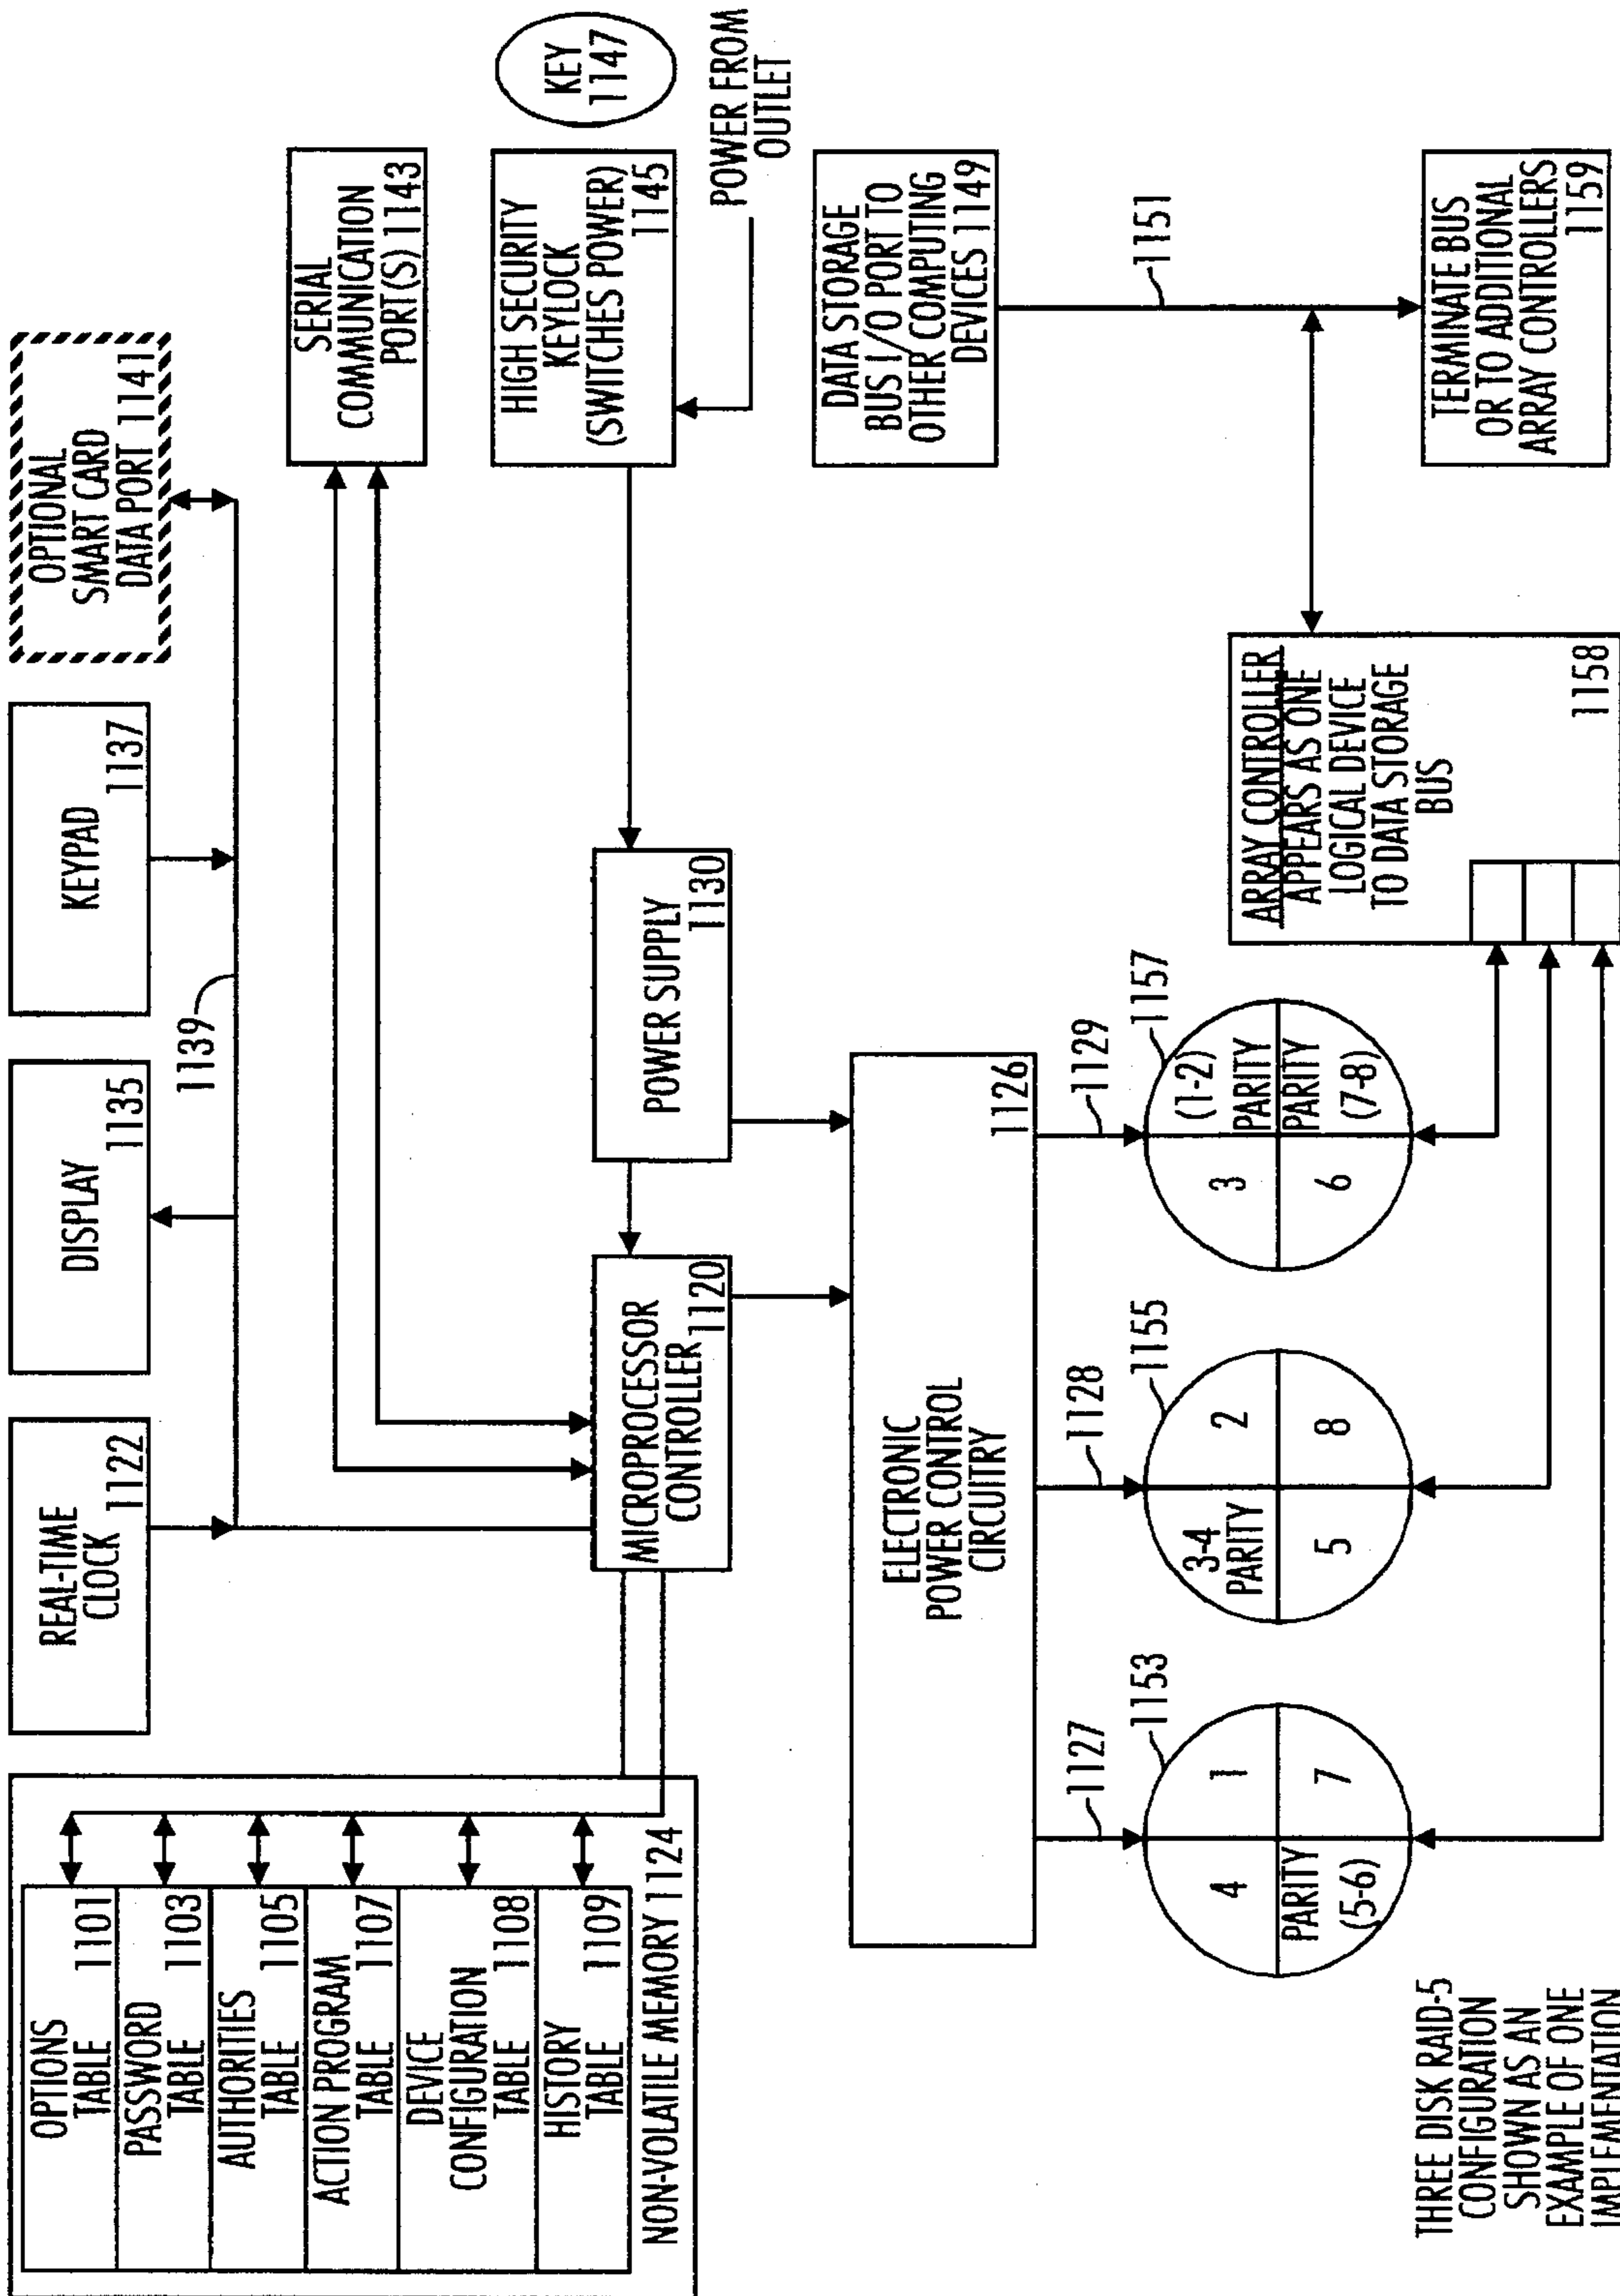 OPTIONS
TABLE 1101
PASSWORD
TABLE 1103
AUTHORITIES
TABLE 1105
ACTION PROGRAM
TABLE 1107
DEVICE
CONFIGURATION
TABLE 1108
HISTORY
TABLE 1109
NON-VOLATILE MEMORY 1124
REAL-TIME
CLOCK 1122
DISPLAY
1135
KEYPAD
1137
OPTIONAL
SMART CARD
DATA PORT 1141
1139
SERIAL
COMMUNICATION
PORT(S) 1143
HIGH SECURITY
KEYLOCK
(SWITCHES POWER)
1145
KEY
1147
POWER FROM
OUTLET
MICROPROCESSOR
CONTROLLER
1120
POWER SUPPLY
1130
DATA STORAGE
BUS I/O PORT TO
OTHER COMPUTING
DEVICES 1149
1151
ELECTRONIC
POWER CONTROL
CIRCUITRY
1126
1127
1128
1129
1153
4
1
PARITY
(5-6)
7
1155
3-4
PARITY
2
5
8
1157
3
(1-2)
PARITY
6
PARITY
(7-8)
ARRAY CONTROLLER
APPEARS AS ONE
LOGICAL DEVICE
TO DATA STORAGE
BUS
1158
TERMINATE BUS
OR TO ADDITIONAL
ARRAY CONTROLLERS
1159
THREE DISK RAID-5
CONFIGURATION
SHOWN AS AN
EXAMPLE OF ONE
IMPLEMENTATION